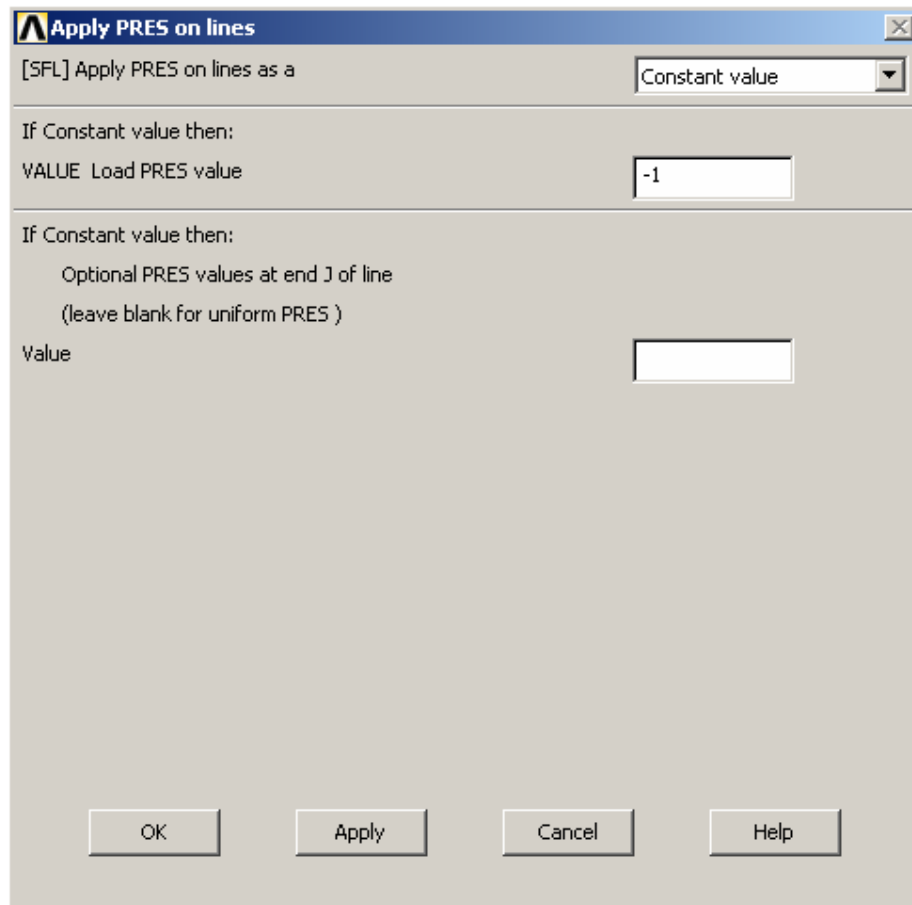 Apply PRES on lines
[SFL] Apply PRES on lines as a
Constant value
If Constant value then:
VALUE Load PRES value
-1
If Constant value then:
Optional PRES values at end J of line
(leave blank for uniform PRES )
Value
OK
Apply
Cancel
Help